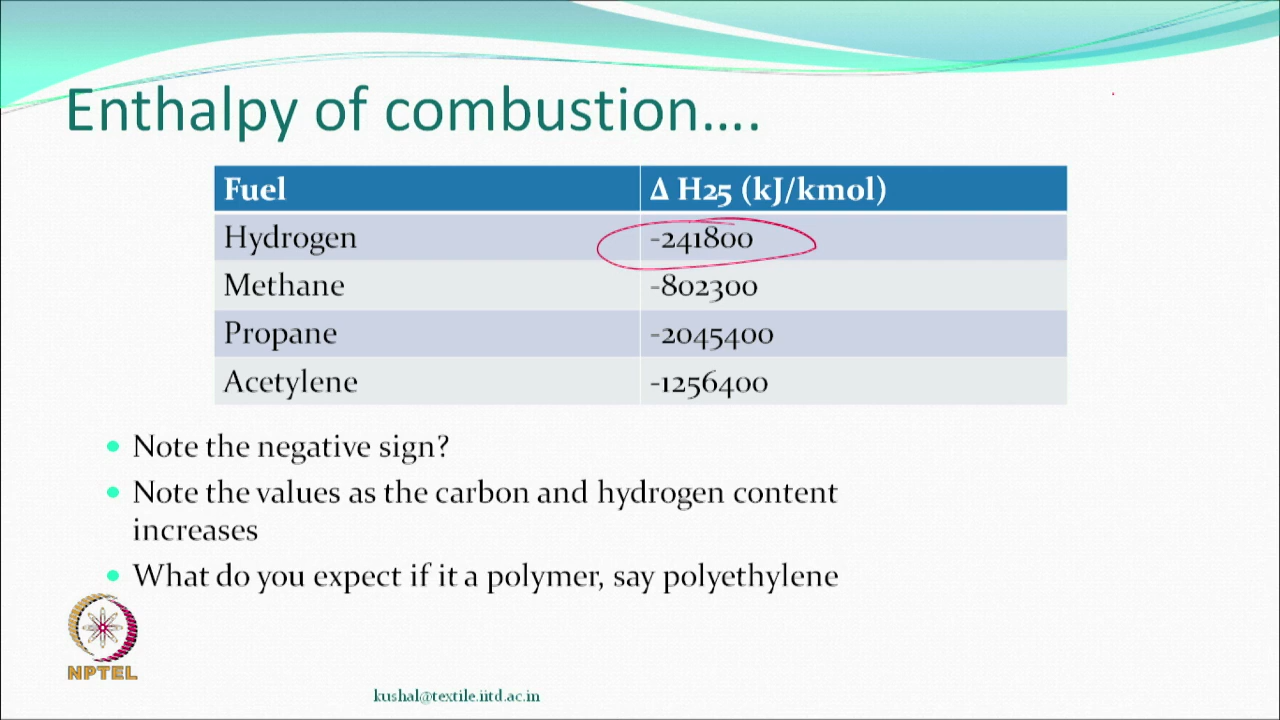 Enthalpy of combustion....
Fuel Δ H25 (kJ/kmol)
Hydrogen -241800
Methane -802300
Propane -2045400
Acetylene -1256400
Note the negative sign?
Note the values as the carbon and hydrogen content
increases
What do you expect if it a polymer, say polyethylene
NPTEL
kushal@textile.iitd.ac.in